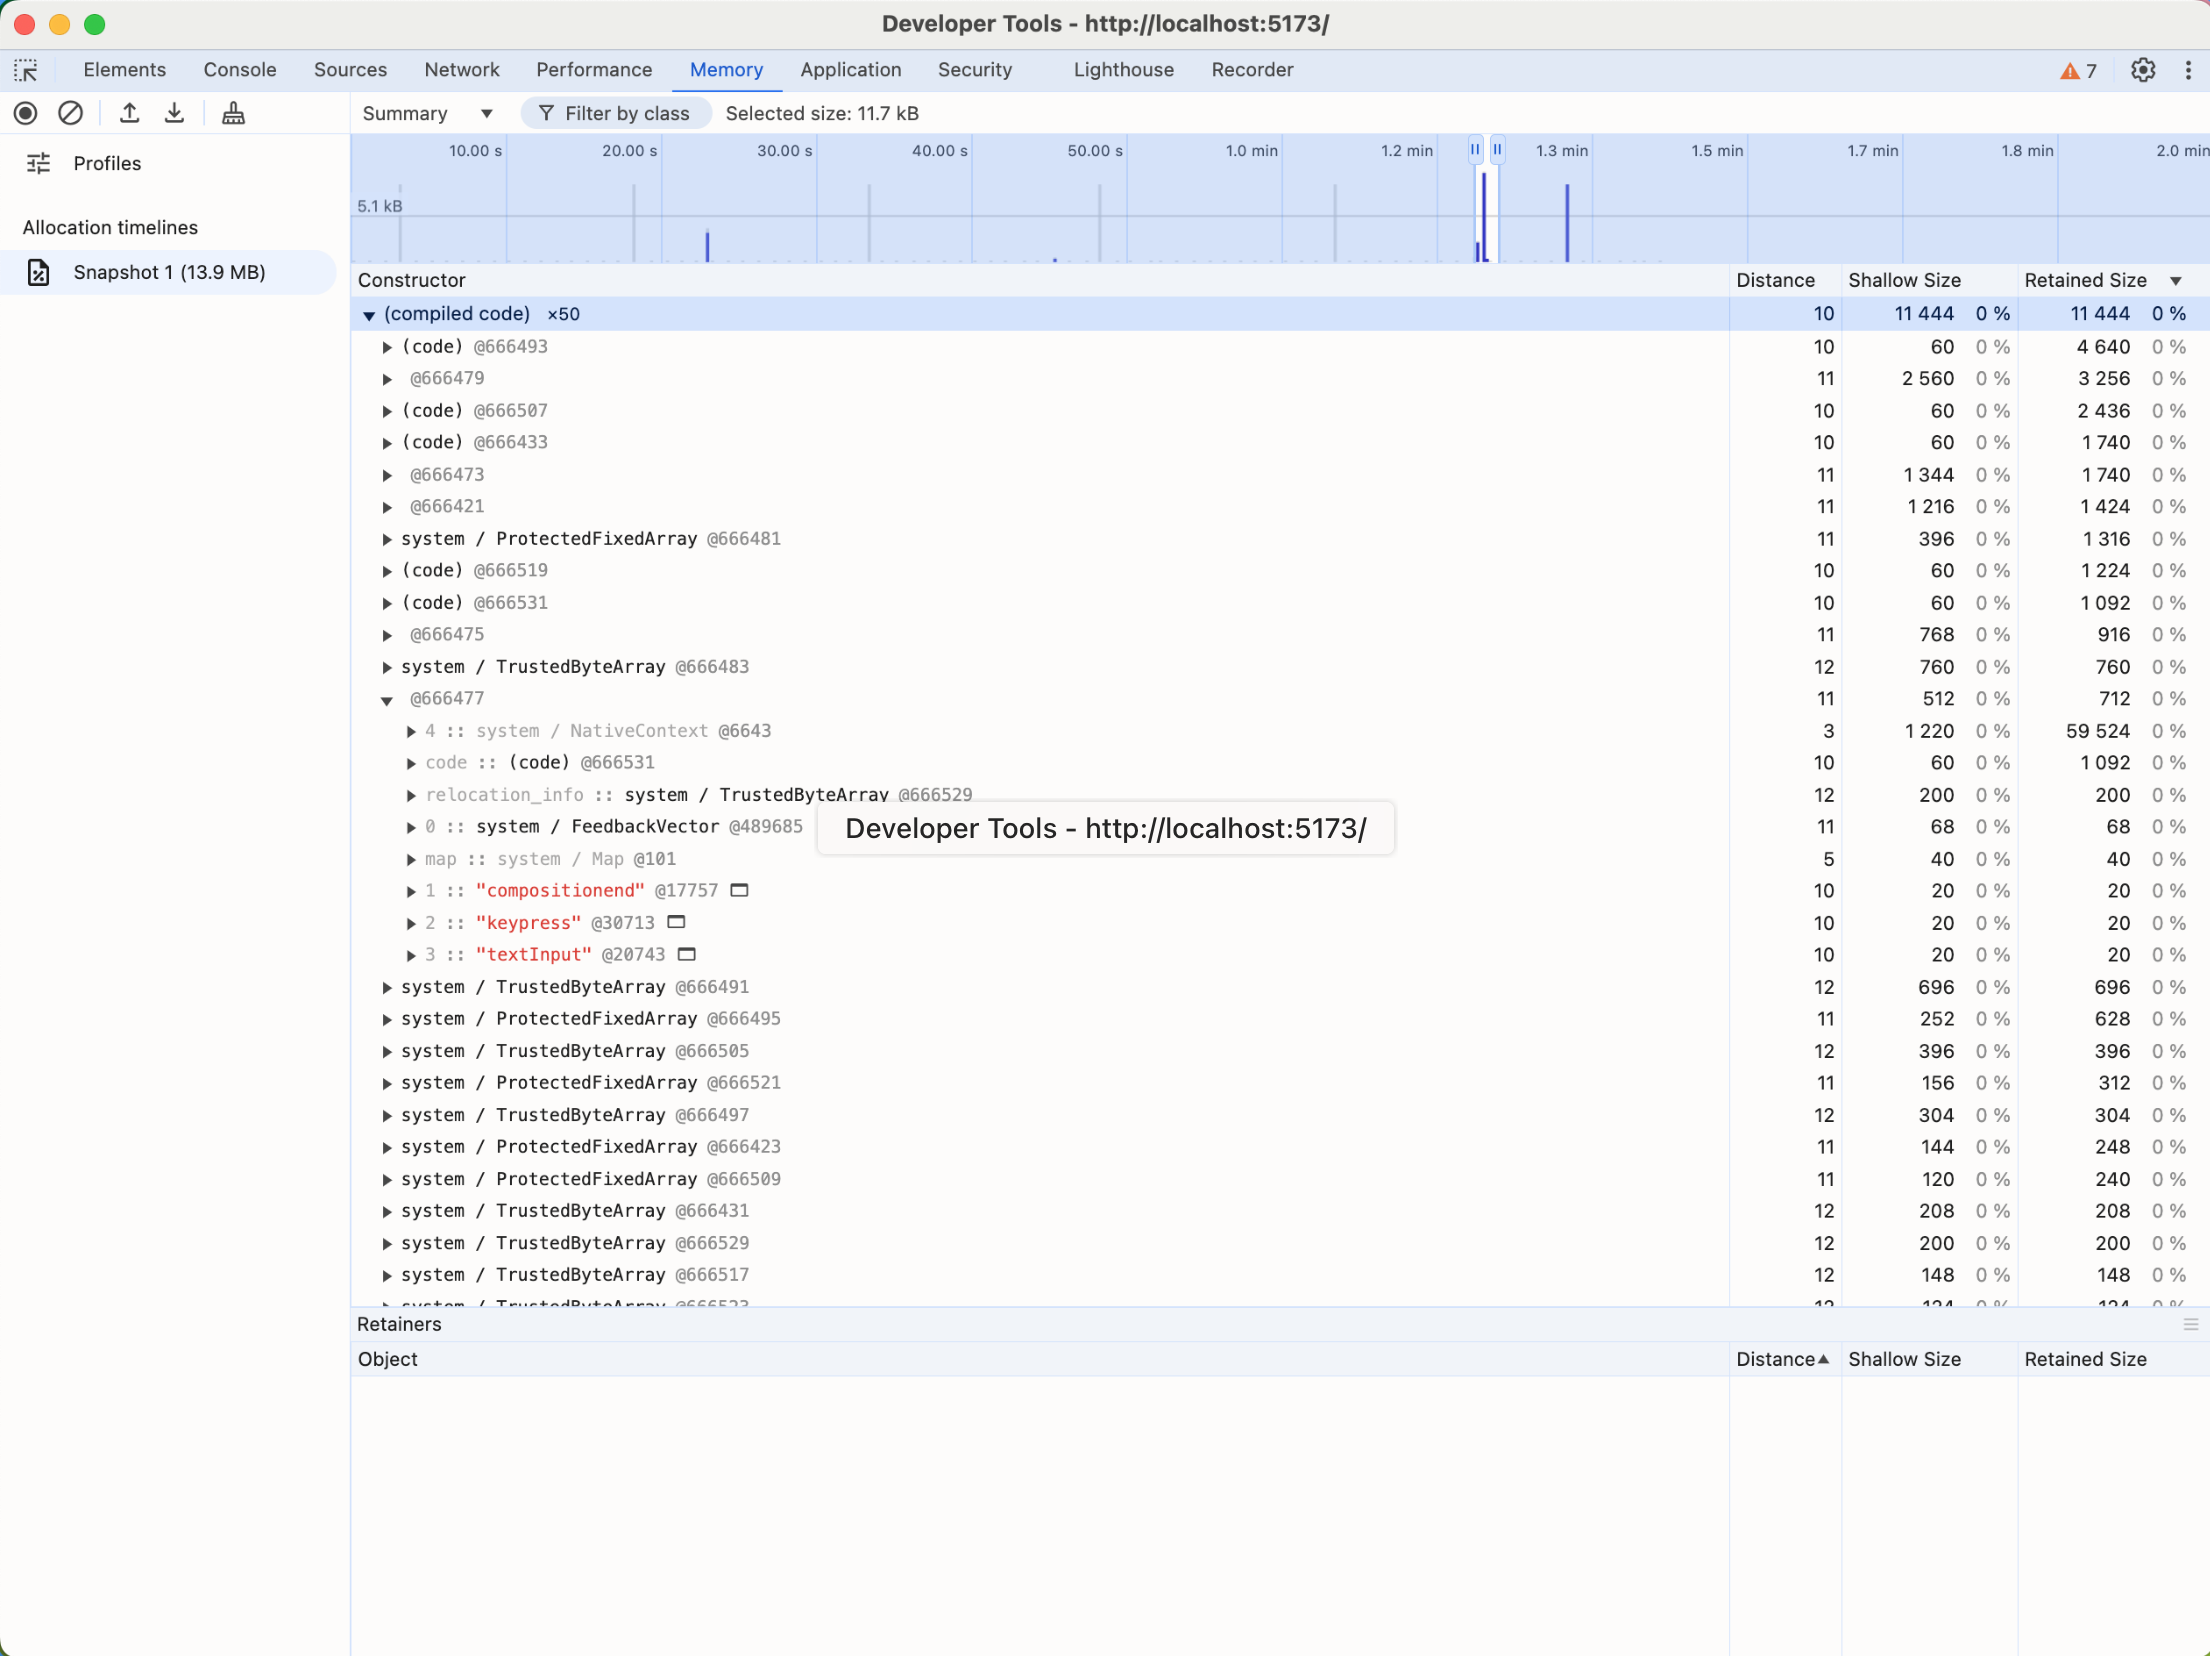 Developer Tools - http://localhost:5173/
Elements Console Sources Network Performance Memory Application Security Lighthouse Recorder 7
Summary Filter by class Selected size: 11.7 kB
Profiles
Allocation timelines
Snapshot 1 (13.9 MB)
10.00 s 20.00 s 30.00 s 40.00 s 50.00 s 1.0 min 1.2 min 1.3 min 1.5 min 1.7 min 1.8 min 2.0 min
5.1 kB
Constructor Distance Shallow Size Retained Size
(compiled code) ×50 10 11 444 0 % 11 444 0 %
(code) @666493 10 60 0 % 4 640 0 %
@666479 11 2 560 0 % 3 256 0 %
(code) @666507 10 60 0 % 2 436 0 %
(code) @666433 10 60 0 % 1 740 0 %
@666473 11 1 344 0 % 1 740 0 %
@666421 11 1 216 0 % 1 424 0 %
system / ProtectedFixedArray @666481 11 396 0 % 1 316 0 %
(code) @666519 10 60 0 % 1 224 0 %
(code) @666531 10 60 0 % 1 092 0 %
@666475 11 768 0 % 916 0 %
system / TrustedByteArray @666483 12 760 0 % 760 0 %
@666477 11 512 0 % 712 0 %
4 :: system / NativeContext @6643 3 1 220 0 % 59 524 0 %
code :: (code) @666531 10 60 0 % 1 092 0 %
relocation_info :: system / TrustedByteArray @666529 12 200 0 % 200 0 %
0 :: system / FeedbackVector @489685 11 68 0 % 68 0 %
Developer Tools - http://localhost:5173/
map :: system / Map @101 5 40 0 % 40 0 %
1 :: "compositionend" @17757 10 20 0 % 20 0 %
2 :: "keypress" @30713 10 20 0 % 20 0 %
3 :: "textInput" @20743 10 20 0 % 20 0 %
system / TrustedByteArray @666491 12 696 0 % 696 0 %
system / ProtectedFixedArray @666495 11 252 0 % 628 0 %
system / TrustedByteArray @666505 12 396 0 % 396 0 %
system / ProtectedFixedArray @666521 11 156 0 % 312 0 %
system / TrustedByteArray @666497 12 304 0 % 304 0 %
system / ProtectedFixedArray @666423 11 144 0 % 248 0 %
system / ProtectedFixedArray @666509 11 120 0 % 240 0 %
system / TrustedByteArray @666431 12 208 0 % 208 0 %
system / TrustedByteArray @666529 12 200 0 % 200 0 %
system / TrustedByteArray @666517 12 148 0 % 148 0 %
system / TrustedByteArray
Retainers
Object Distance Shallow Size Retained Size